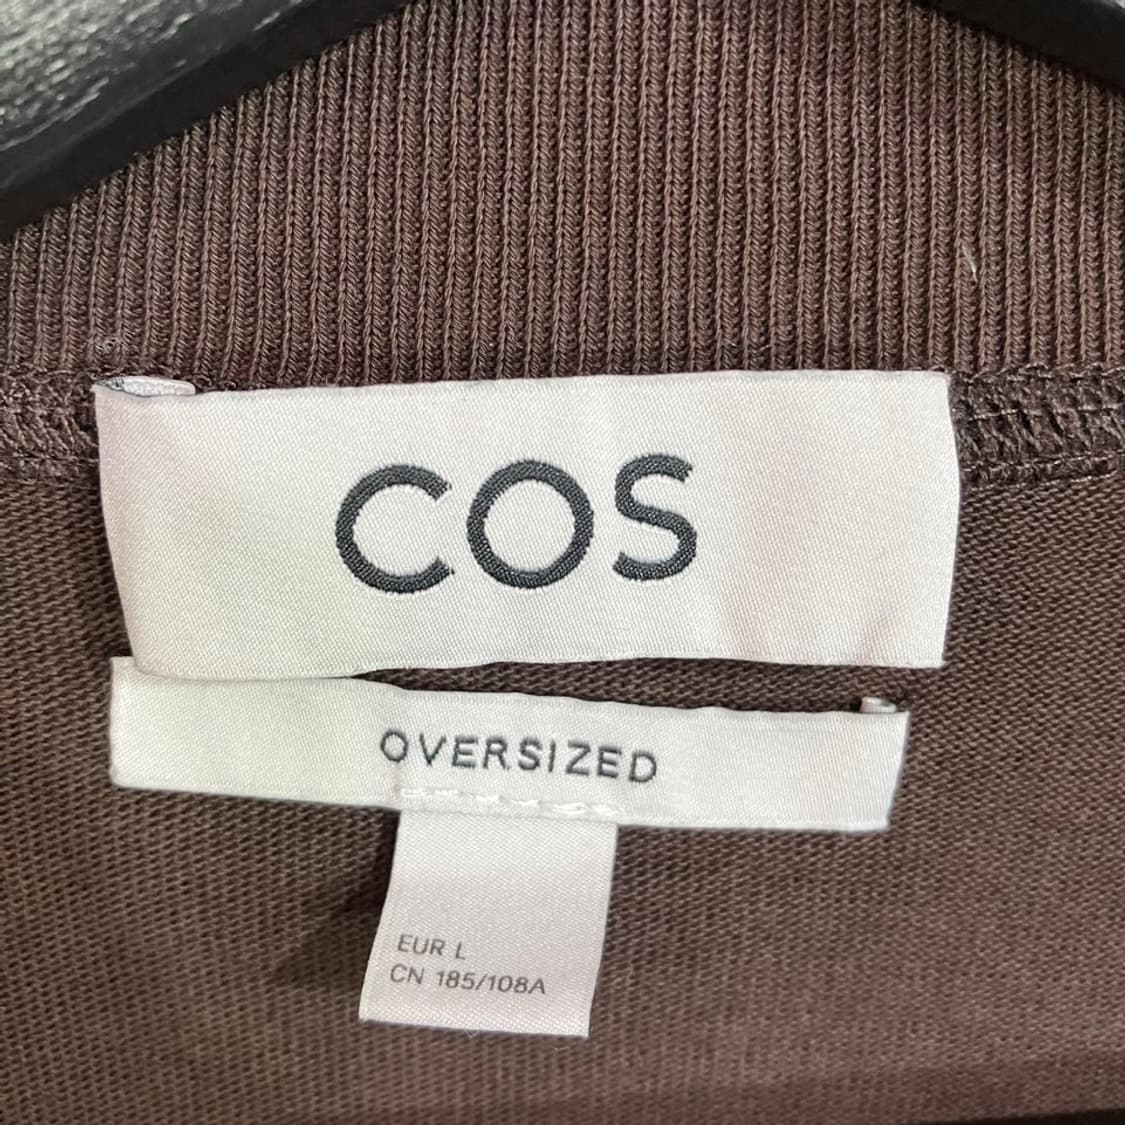 COS
OVERSIZED
EUR L
CN 185/108A